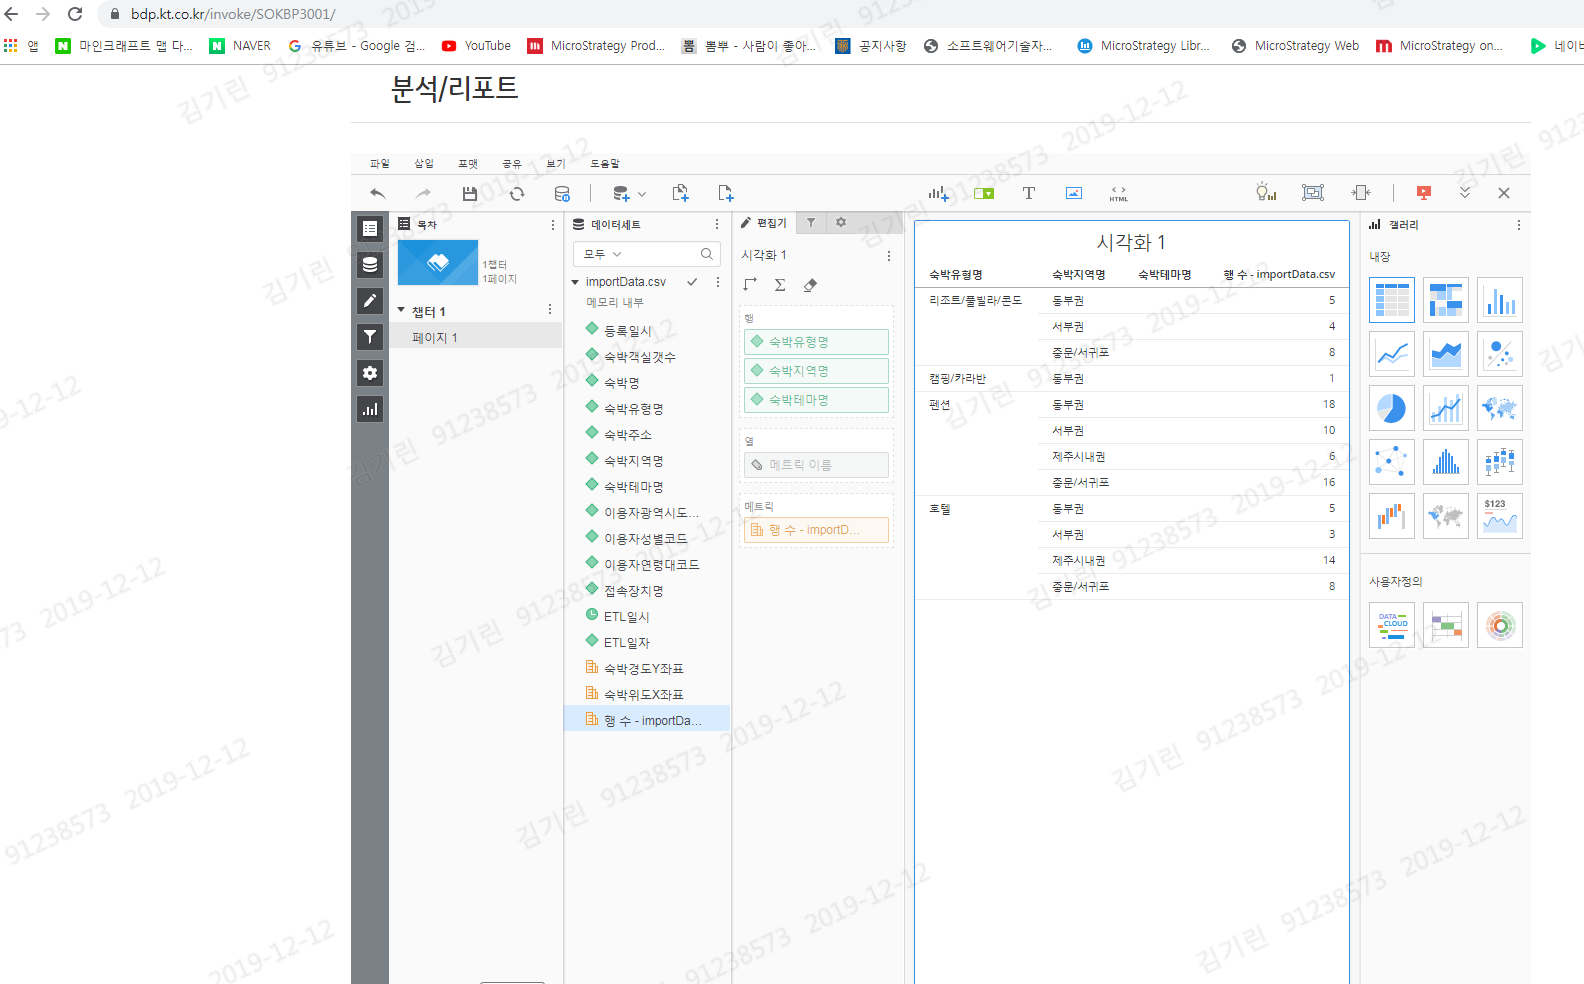 bdp.kt.co.kr/invoke/SOKBP3001/
앱 마인크래프트 맵 다... NAVER 유튜브 - Google 검... YouTube MicroStrategy Prod... 뽐뿌 - 사람이 좋아... 공지사항 소프트웨어기술자... MicroStrategy Libr... MicroStrategy Web MicroStrategy on... 네이버
분석/리포트
파일 삽입 포맷 공유 보기 도움말
T
HTML
목차
1챕터
1페이지
챕터 1
페이지 1
데이터세트
모두
importData.csv
메모리 내부
등록일시
숙박객실갯수
숙박명
숙박유형명
숙박주소
숙박지역명
숙박테마명
이용자광역시도...
이용자성별코드
이용자연령대코드
접속장치명
ETL일시
ETL일자
숙박경도Y좌표
숙박위도X좌표
행 수 - importDa...
편집기
시각화 1
행
숙박유형명
숙박지역명
숙박테마명
열
메트릭 이름
메트릭
행 수 - importD...
시각화 1
숙박유형명 숙박지역명 숙박테마명 행 수 - importData.csv
리조트/풀빌라/콘도 동부권 5
서부권 4
중문/서귀포 8
캠핑/카라반 동부권 1
펜션 동부권 18
서부권 10
제주시내권 6
중문/서귀포 16
호텔 동부권 5
서부권 3
제주시내권 14
중문/서귀포 8
갤러리
내장
$123
사용자정의
DATA
CLOUD
김기린 91238573 2019-12-12